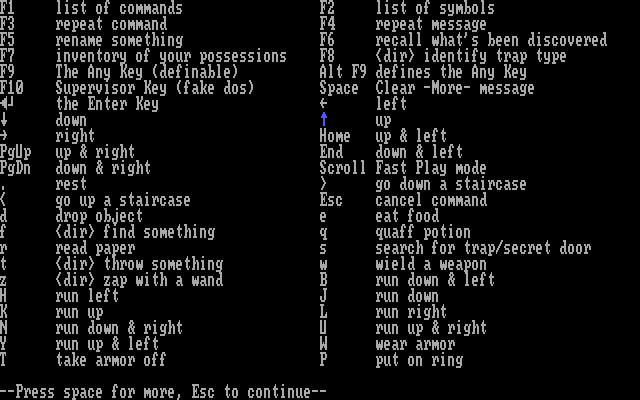 F1 list of commands F2 list of symbols
F3 repeat command F4 repeat message
F5 rename something F6 recall what's been discovered
F7 inventory of your possessions F8 <dir> identify trap type
F9 The Any Key (definable) Alt F9 defines the Any Key
F10 Supervisor Key (fake dos) Space Clear -More- message
◄┘ the Enter Key ← left
↓ down ↑ up
→ right Home up & left
PgUp up & right End down & left
PgDn down & right Scroll Fast Play mode
. rest > go down a staircase
< go up a staircase Esc cancel command
d drop object e eat food
f <dir> find something q quaff potion
r read paper s search for trap/secret door
t <dir> throw something w wield a weapon
z <dir> zap with a wand B run down & left
H run left J run down
K run up L run right
N run down & right U run up & right
Y run up & left W wear armor
T take armor off P put on ring
--Press space for more, Esc to continue--